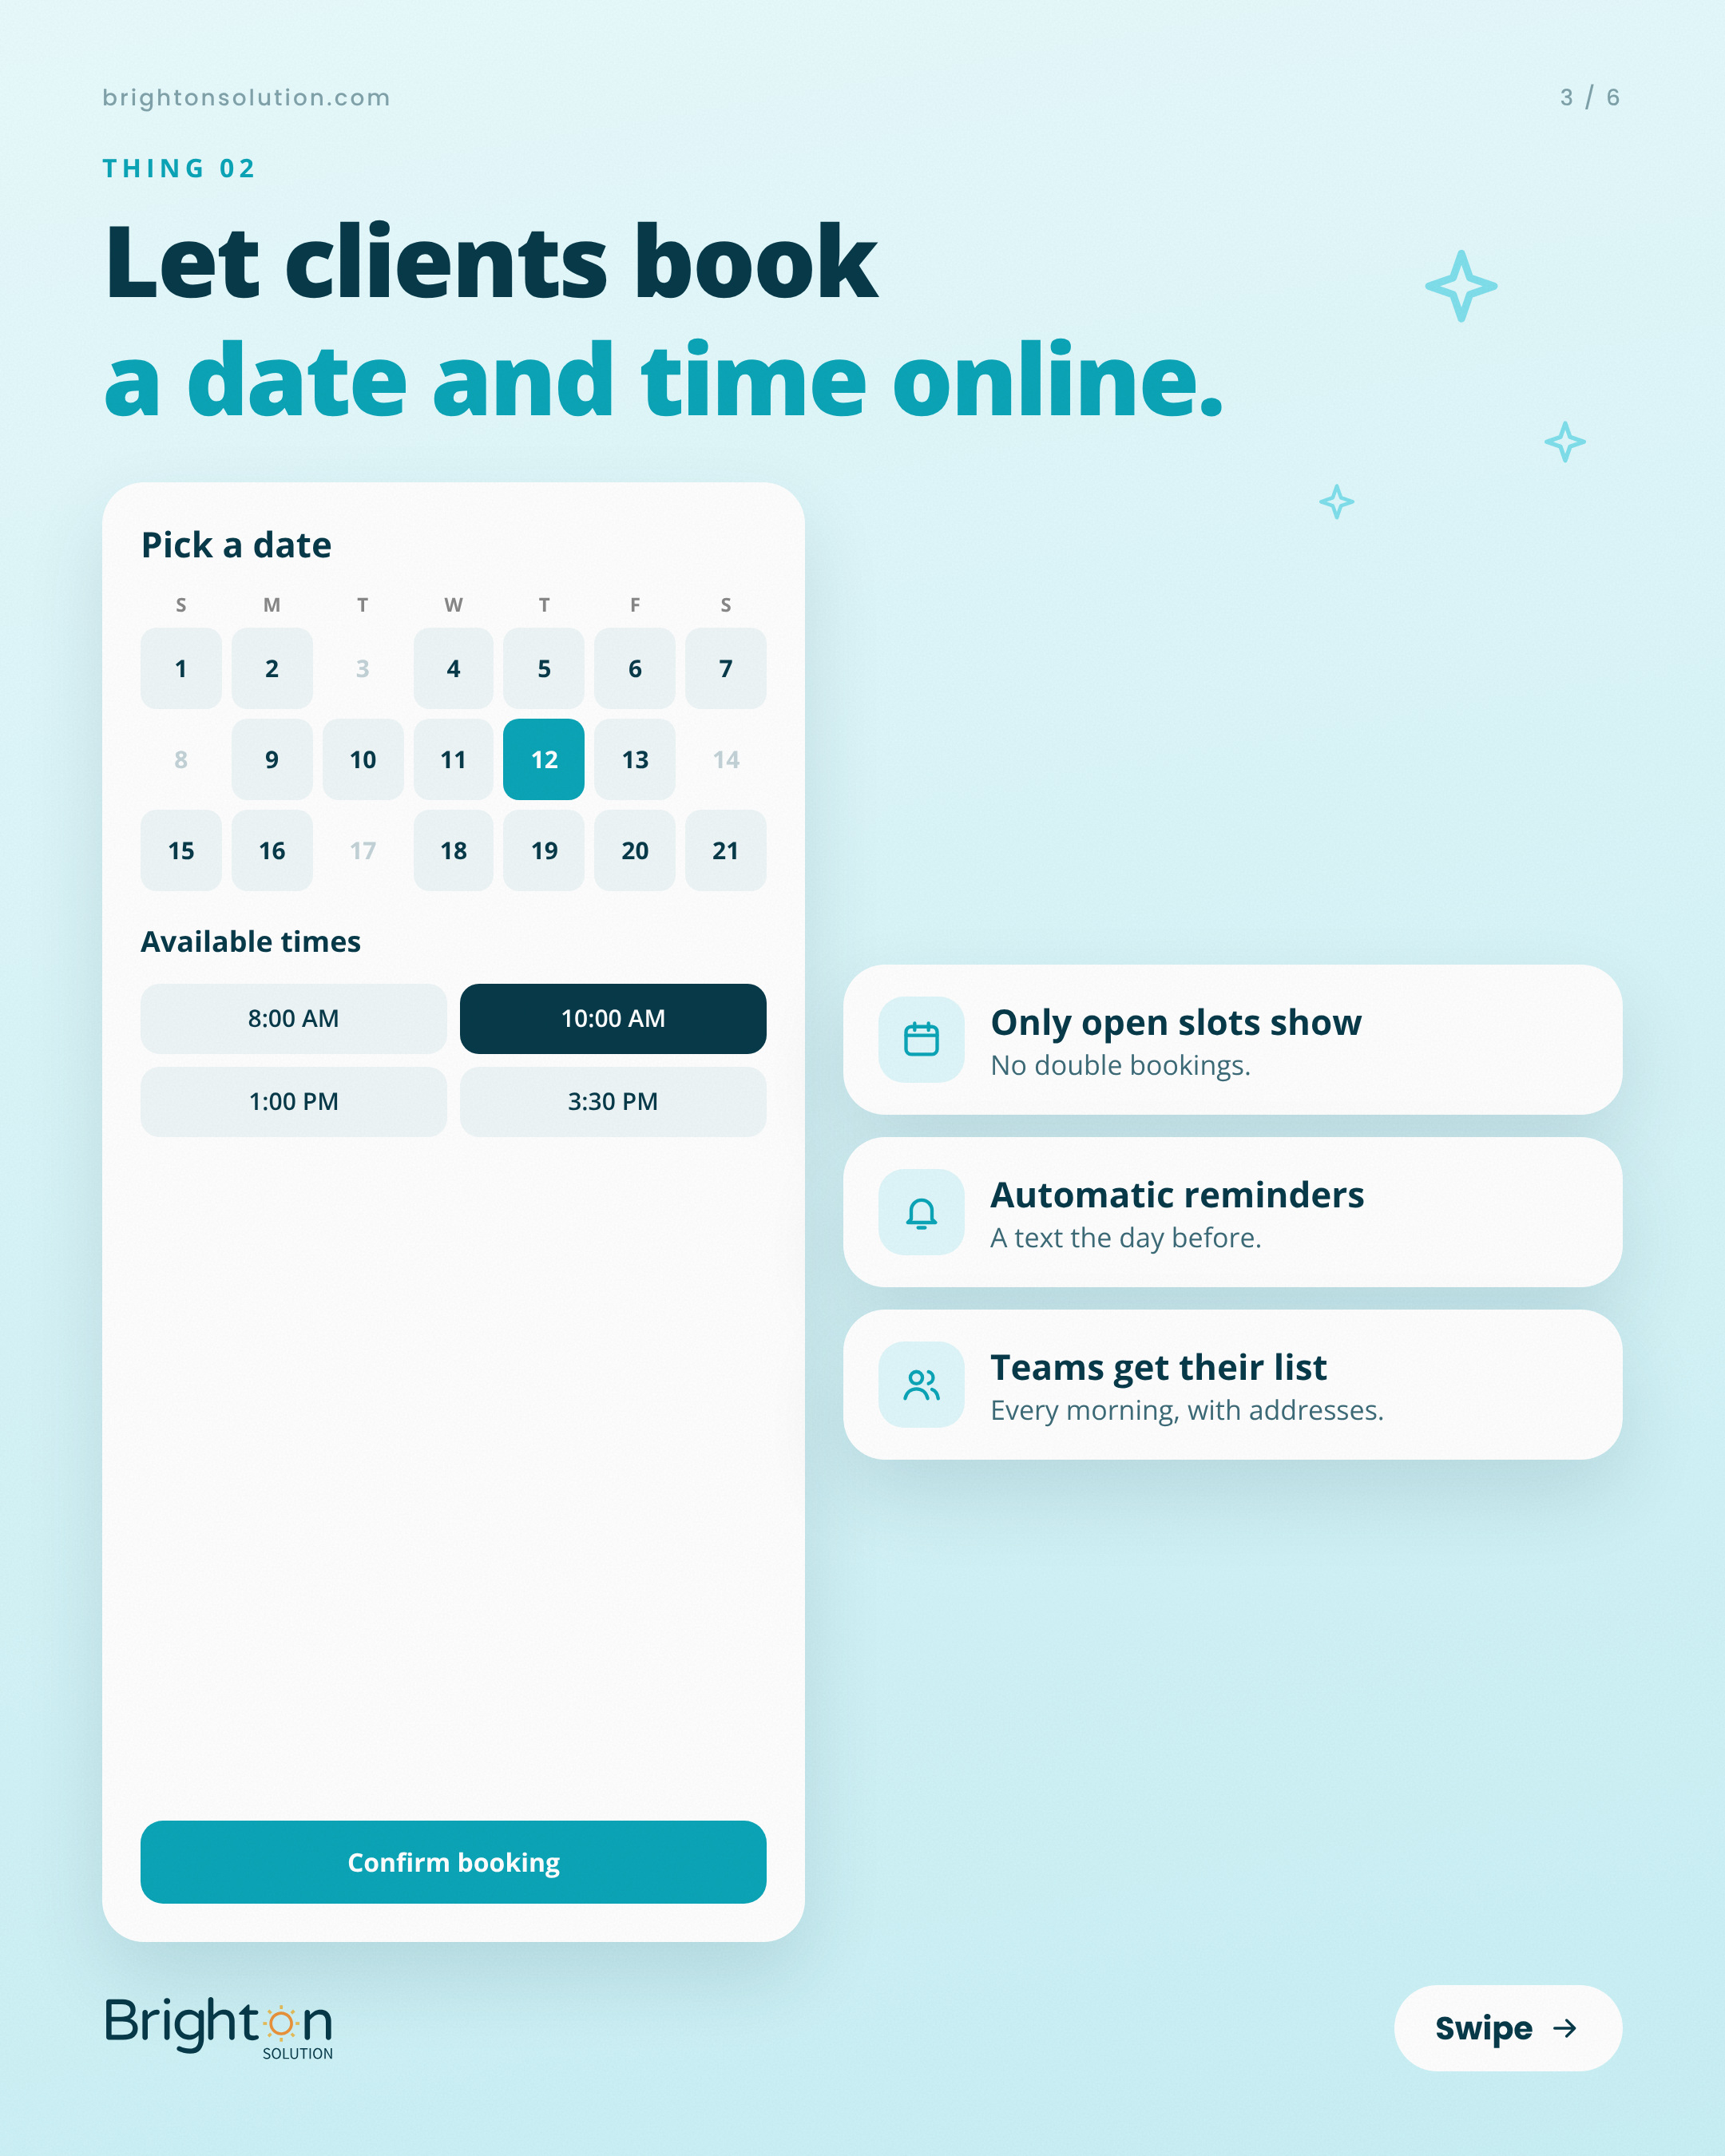 brightonsolution.com
3 / 6
THING 02
Let clients book
a date and time online.
Pick a date
S M T W T F S
1 2 3 4 5 6 7
8 9 10 11 12 13 14
15 16 17 18 19 20 21
Available times
8:00 AM 10:00 AM
1:00 PM 3:30 PM
Confirm booking
Only open slots show
No double bookings.
Automatic reminders
A text the day before.
Teams get their list
Every morning, with addresses.
Brighton
SOLUTION
Swipe →